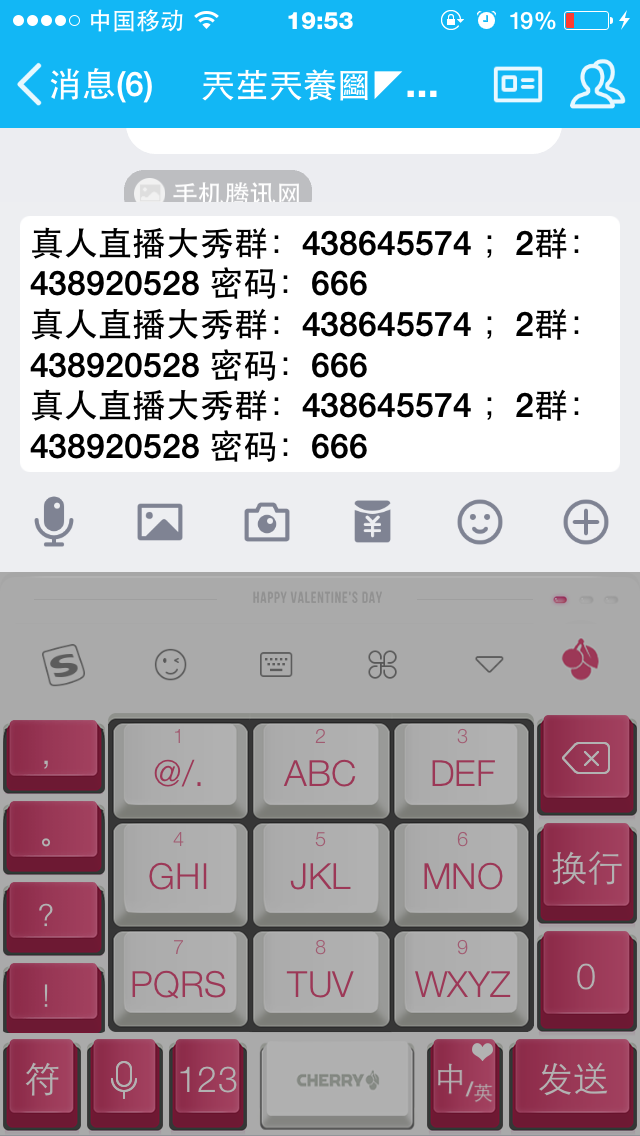 中国移动 19:53 19%
消息(6) 兲苼兲養圝◤...
手机腾讯网
真人直播大秀群：438645574 ；2群：
438920528 密码：666
真人直播大秀群：438645574 ；2群：
438920528 密码：666
真人直播大秀群：438645574 ；2群：
438920528 密码：666
HAPPY VALENTINE'S DAY
S
， 1 @/. 2 ABC 3 DEF
。 4 GHI 5 JKL 6 MNO 换行
? 7 PQRS 8 TUV 9 WXYZ 0
!
符 123 CHERRY 中/英 发送